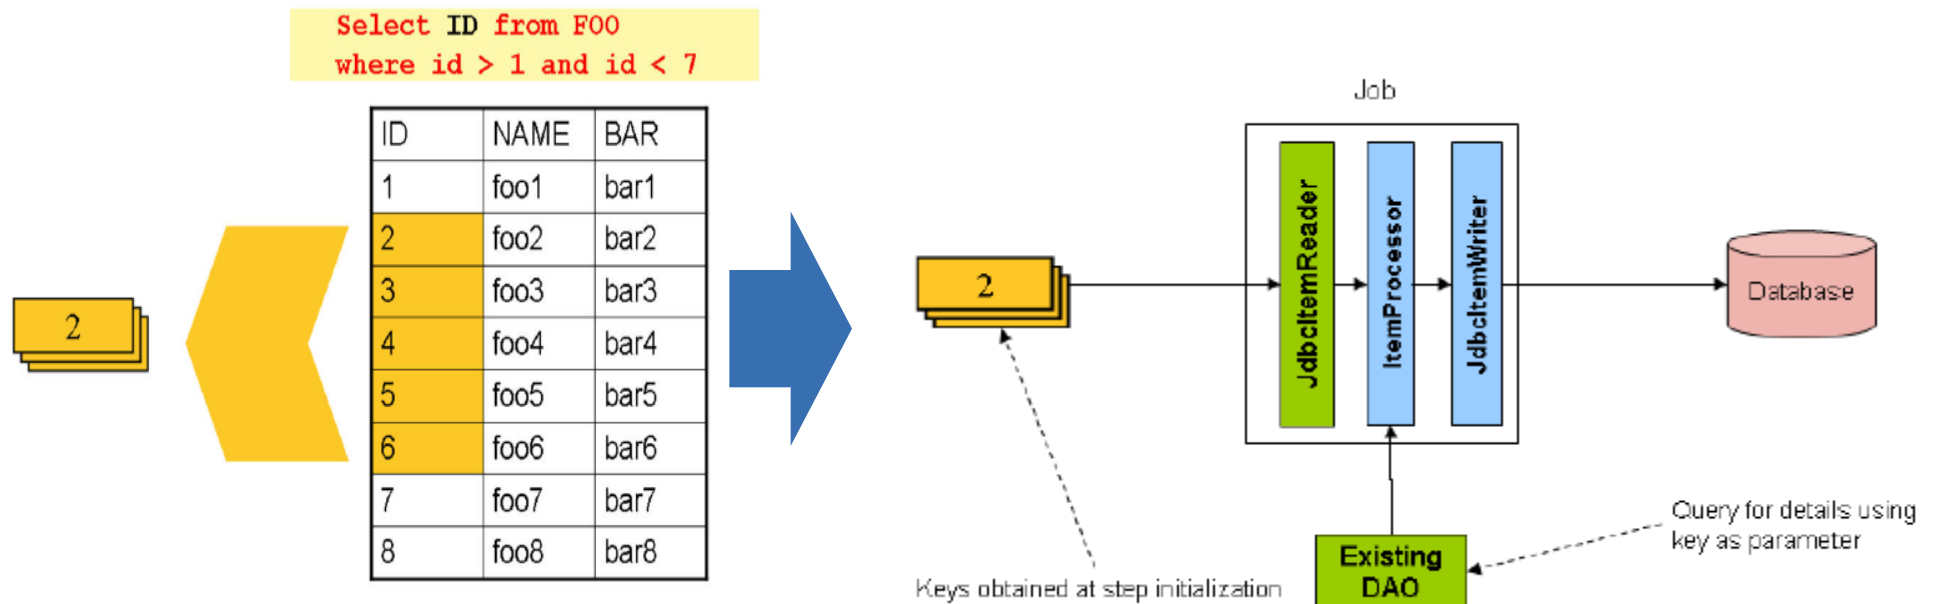 Select ID from FOO
where id > 1 and id < 7
ID NAME BAR
1 foo1 bar1
2 foo2 bar2
3 foo3 bar3
4 foo4 bar4
5 foo5 bar5
6 foo6 bar6
7 foo7 bar7
8 foo8 bar8
2
Job
2
JdbcItemReader
ItemProcessor
JdbcItemWriter
Database
Existing
DAO
Query for details using
key as parameter
Keys obtained at step initialization